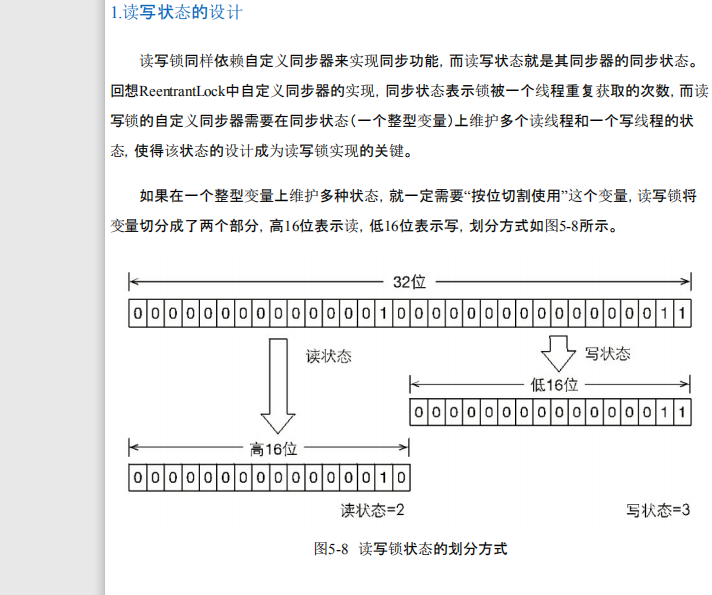 1.读写状态的设计
读写锁同样依赖自定义同步器来实现同步功能,而读写状态就是其同步器的同步状态。
回想ReentrantLock中自定义同步器的实现,同步状态表示锁被一个线程重复获取的次数,而读
写锁的自定义同步器需要在同步状态(一个整型变量)上维护多个读线程和一个写线程的状
态,使得该状态的设计成为读写锁实现的关键。
如果在一个整型变量上维护多种状态,就一定需要“按位切割使用”这个变量,读写锁将
变量切分成了两个部分,高16位表示读,低16位表示写,划分方式如图5-8所示。
32位
0 0 0 0 0 0 0 0 0 0 0 0 0 0 1 0 0 0 0 0 0 0 0 0 0 0 0 0 0 0 1 1
读状态
写状态
低16位
0 0 0 0 0 0 0 0 0 0 0 0 0 0 1 1
高16位
0 0 0 0 0 0 0 0 0 0 0 0 0 0 1 0
读状态=2
写状态=3
图5-8 读写锁状态的划分方式